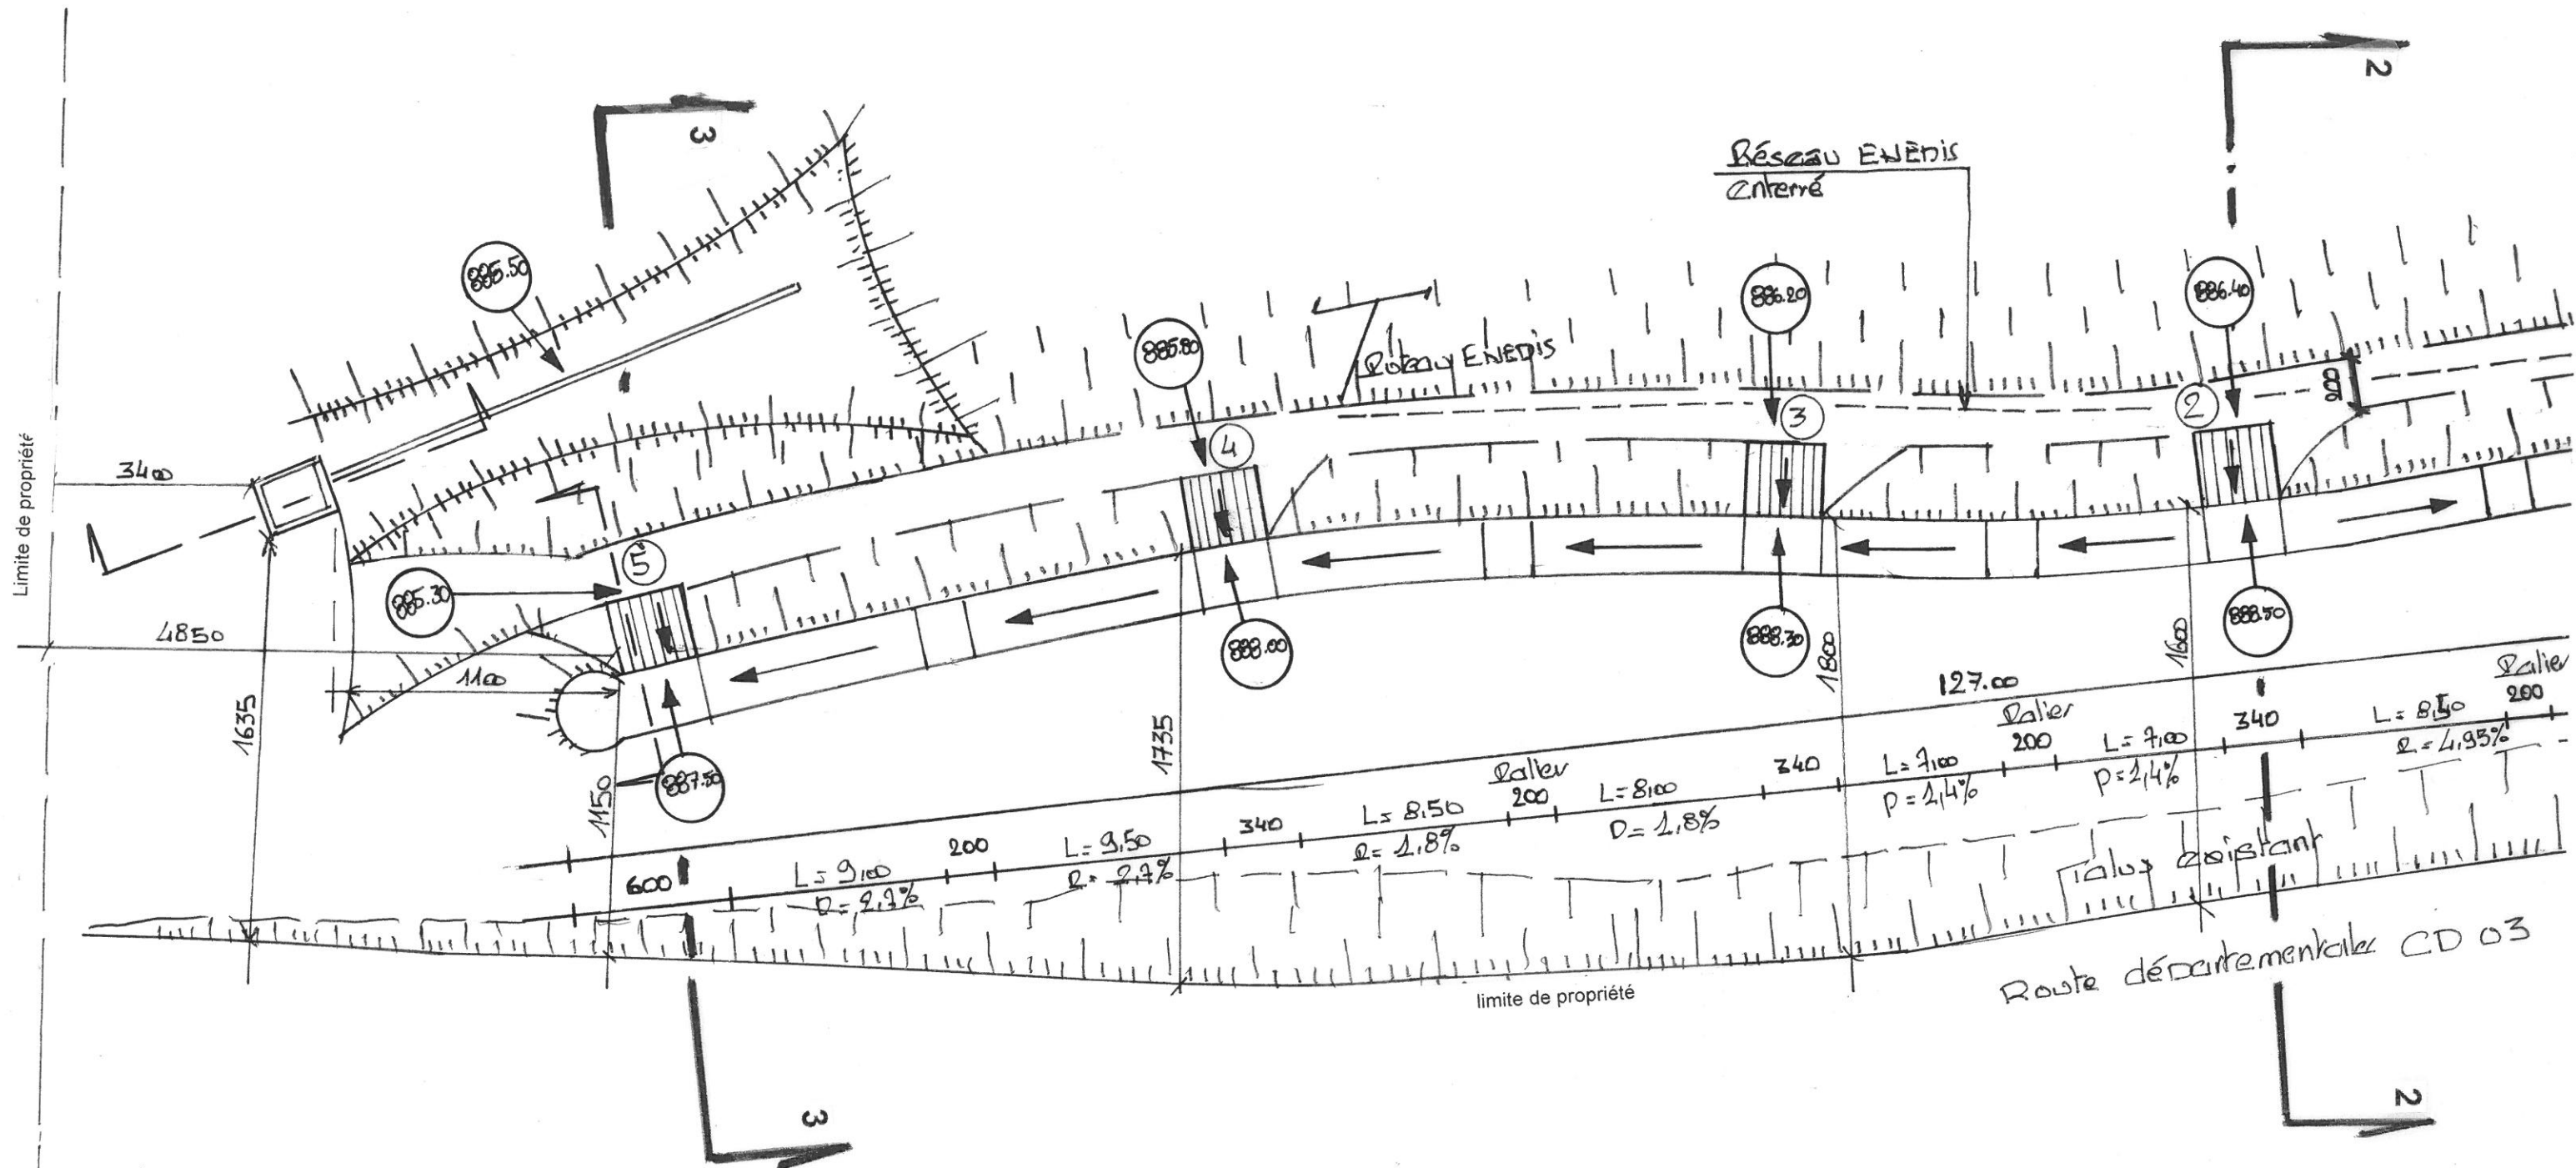 2
3
Réseau ENEDIS
enterré
885.50
886.20
886.40
885.80
Poteau ENEDIS
200
2
3
4
5
3400
Limite de propriété
885.30
4850
1100
1635
888.00
888.30
888.50
1800
1600
1735
1150
887.50
127.00
Palier
200
Palier
200
340
L= 8,50
P = 4,95%
L= 7,00
P = 1,4%
L= 7,00
P = 1,4%
340
Palier
200
L= 8,00
P = 1,8%
L= 8,50
P = 1,8%
340
L= 9,50
P = 2,7%
200
L= 9,00
P = 2,7%
600
Talus existant
Route départementale CD 03
limite de propriété
3
2